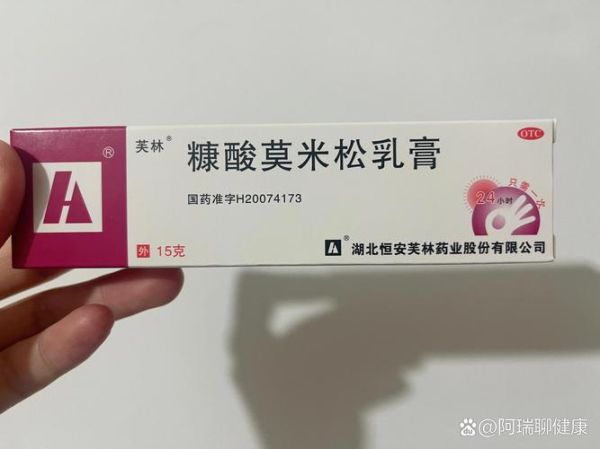 芙林®
糠酸莫米松乳膏
OTC
国药准字H20074173
24小时
只需一次
外 15克
®
湖北恒安芙林药业股份有限公司
®
@阿瑞聊健康